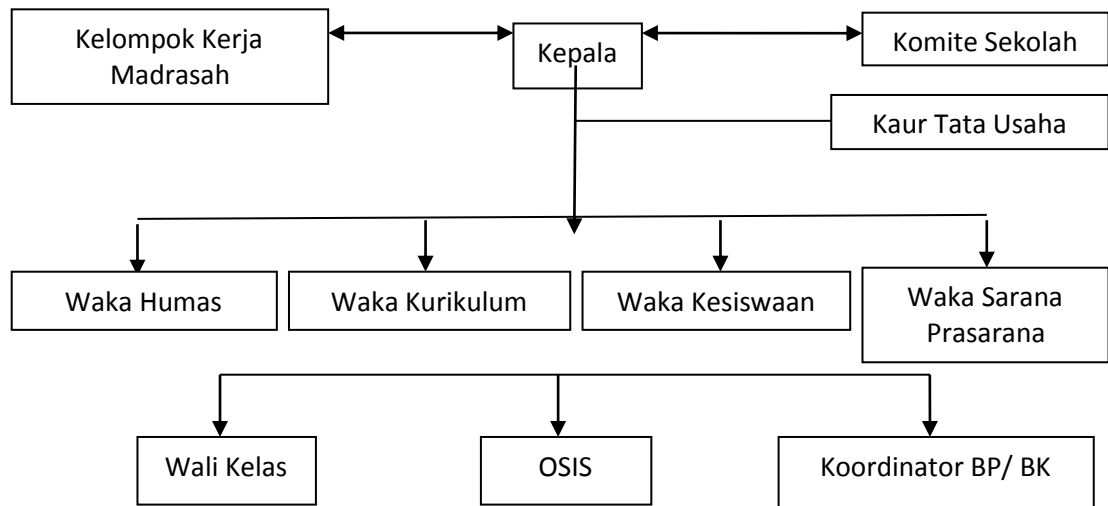 Kelompok Kerja
Madrasah
Kepala
Komite Sekolah
Kaur Tata Usaha
Waka Humas
Waka Kurikulum
Waka Kesiswaan
Waka Sarana
Prasarana
Wali Kelas
OSIS
Koordinator BP/ BK